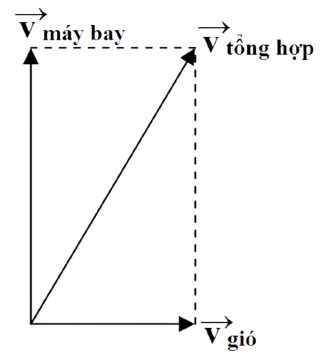 v máy bay
v tổng hợp
v gió